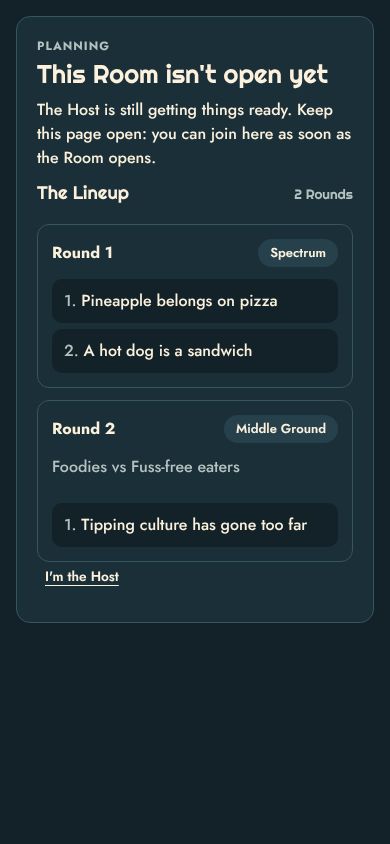 PLANNING
This Room isn't open yet
The Host is still getting things ready. Keep
this page open: you can join here as soon as
the Room opens.
The Lineup
2 Rounds
Round 1
Spectrum
1. Pineapple belongs on pizza
2. A hot dog is a sandwich
Round 2
Middle Ground
Foodies vs Fuss-free eaters
1. Tipping culture has gone too far
I'm the Host